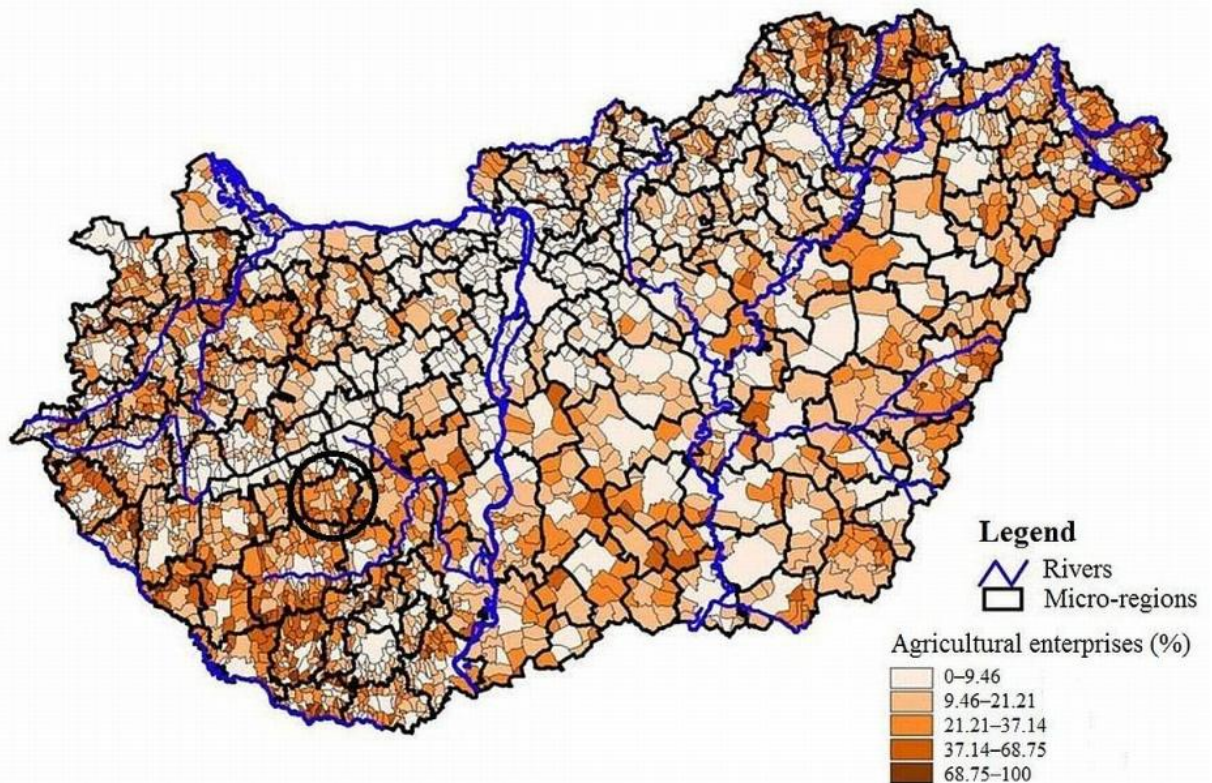 Legend
Rivers
Micro-regions
Agricultural enterprises (%)
0–9.46
9.46–21.21
21.21–37.14
37.14–68.75
68.75–100